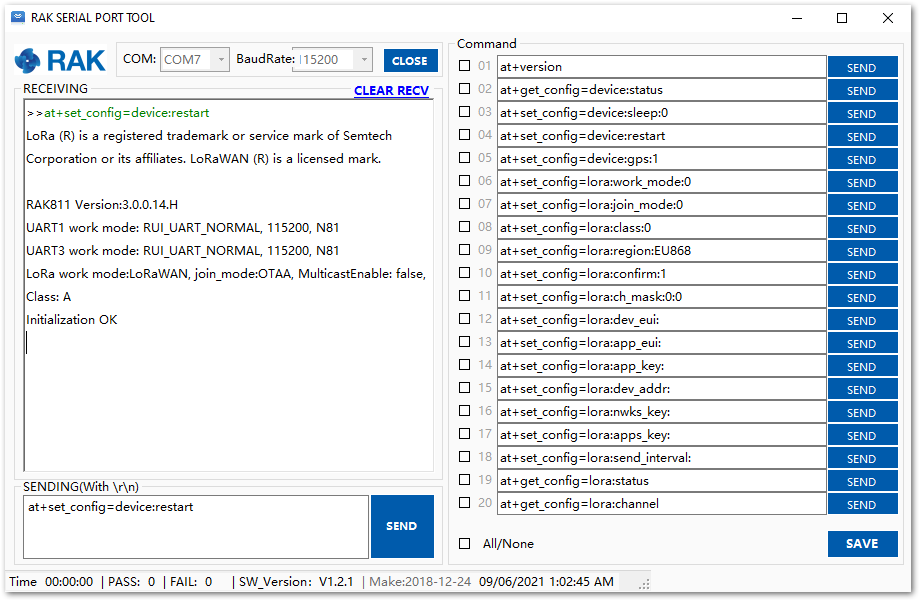 RAK SERIAL PORT TOOL
RAK
COM: COM7 BaudRate: 115200 CLOSE
RECEIVING CLEAR RECV
>>at+set_config=device:restart
LoRa (R) is a registered trademark or service mark of Semtech
Corporation or its affiliates. LoRaWAN (R) is a licensed mark.
RAK811 Version:3.0.0.14.H
UART1 work mode: RUI_UART_NORMAL, 115200, N81
UART3 work mode: RUI_UART_NORMAL, 115200, N81
LoRa work mode:LoRaWAN, join_mode:OTAA, MulticastEnable: false,
Class: A
Initialization OK
SENDING(With \r\n)
at+set_config=device:restart
SEND
Command
01 at+version SEND
02 at+get_config=device:status SEND
03 at+set_config=device:sleep:0 SEND
04 at+set_config=device:restart SEND
05 at+set_config=device:gps:1 SEND
06 at+set_config=lora:work_mode:0 SEND
07 at+set_config=lora:join_mode:0 SEND
08 at+set_config=lora:class:0 SEND
09 at+set_config=lora:region:EU868 SEND
10 at+set_config=lora:confirm:1 SEND
11 at+set_config=lora:ch_mask:0:0 SEND
12 at+set_config=lora:dev_eui: SEND
13 at+set_config=lora:app_eui: SEND
14 at+set_config=lora:app_key: SEND
15 at+set_config=lora:dev_addr: SEND
16 at+set_config=lora:nwks_key: SEND
17 at+set_config=lora:apps_key: SEND
18 at+set_config=lora:send_interval: SEND
19 at+get_config=lora:status SEND
20 at+get_config=lora:channel SEND
All/None SAVE
Time 00:00:00 | PASS: 0 | FAIL: 0 | SW_Version: V1.2.1 | Make:2018-12-24 09/06/2021 1:02:45 AM